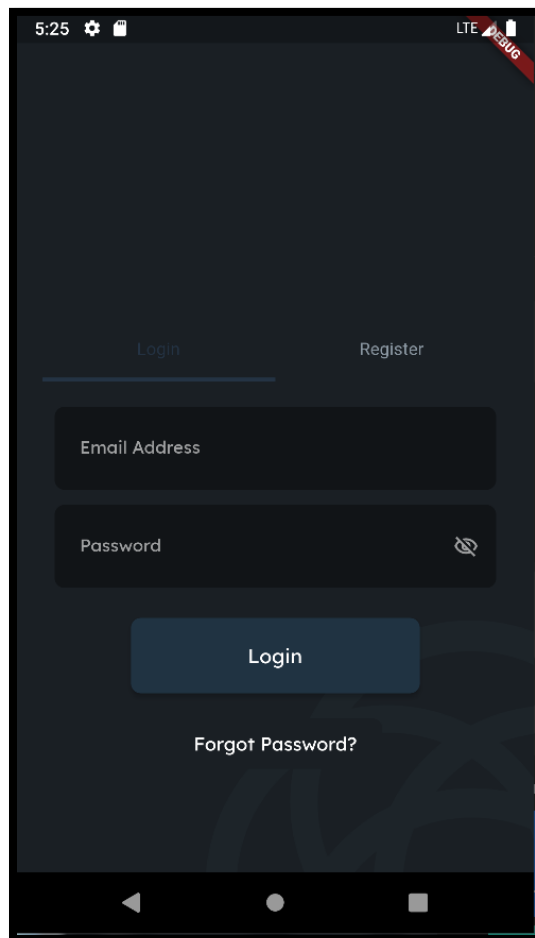 5:25 LTE
DEBUG
Login Register
Email Address
Password
Login
Forgot Password?